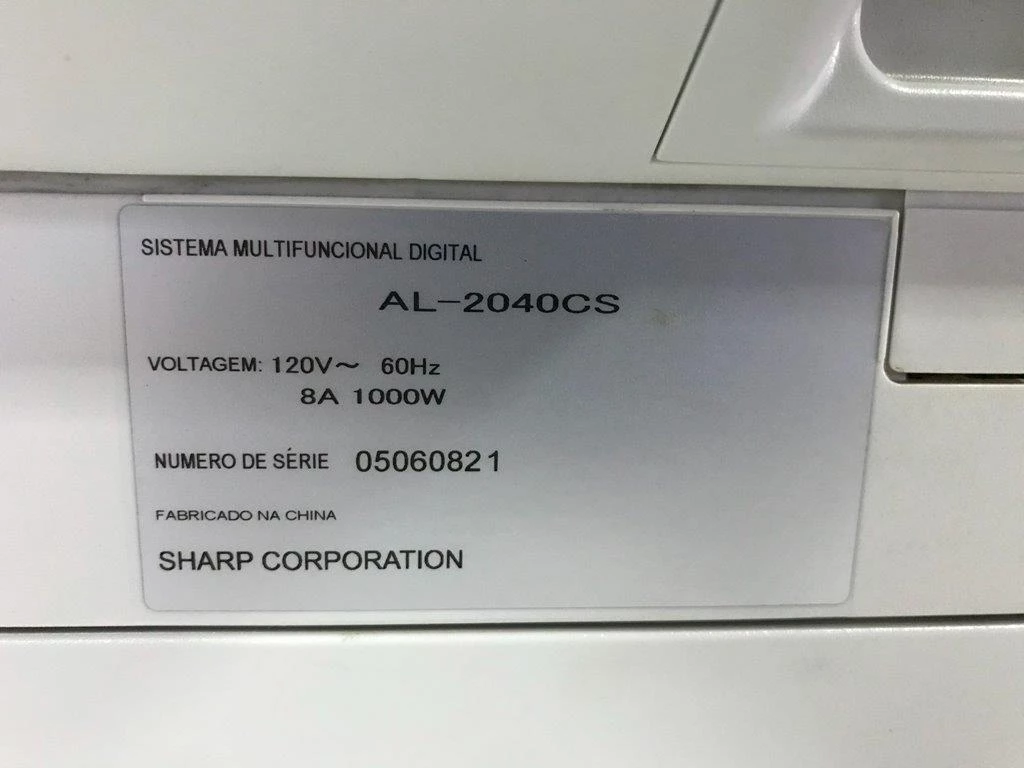 SISTEMA MULTIFUNCIONAL DIGITAL
AL-2040CS
VOLTAGEM: 120V～ 60Hz
8A 1000W
NUMERO DE SÉRIE 05060821
FABRICADO NA CHINA
SHARP CORPORATION